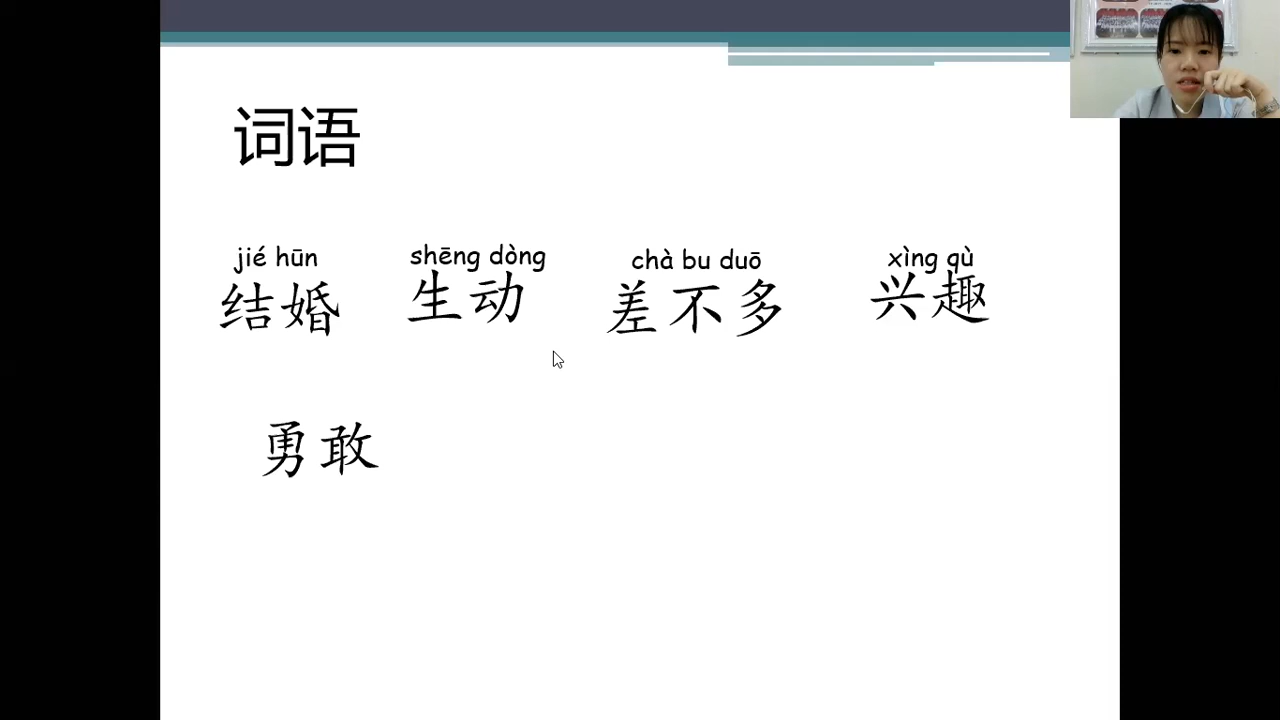 词语
jié hūn shēng dòng chà bu duō xìng qù
结婚 生动 差不多 兴趣
勇敢